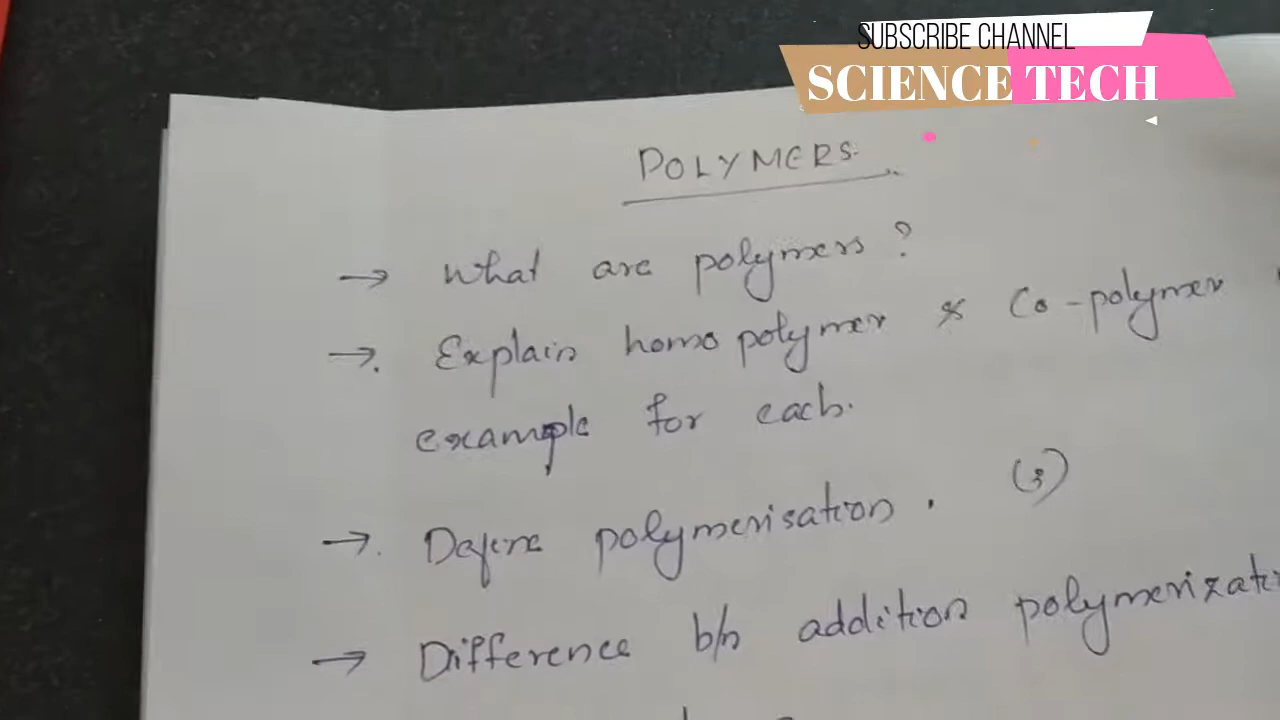 SUBSCRIBE CHANNEL
SCIENCE TECH
POLYMERS.
→ What are polymers?
→. Explain homo polymer & Co-polymer
example for each.
→. Define polymerisation. (3)
→ Difference b/n addition polymerizati